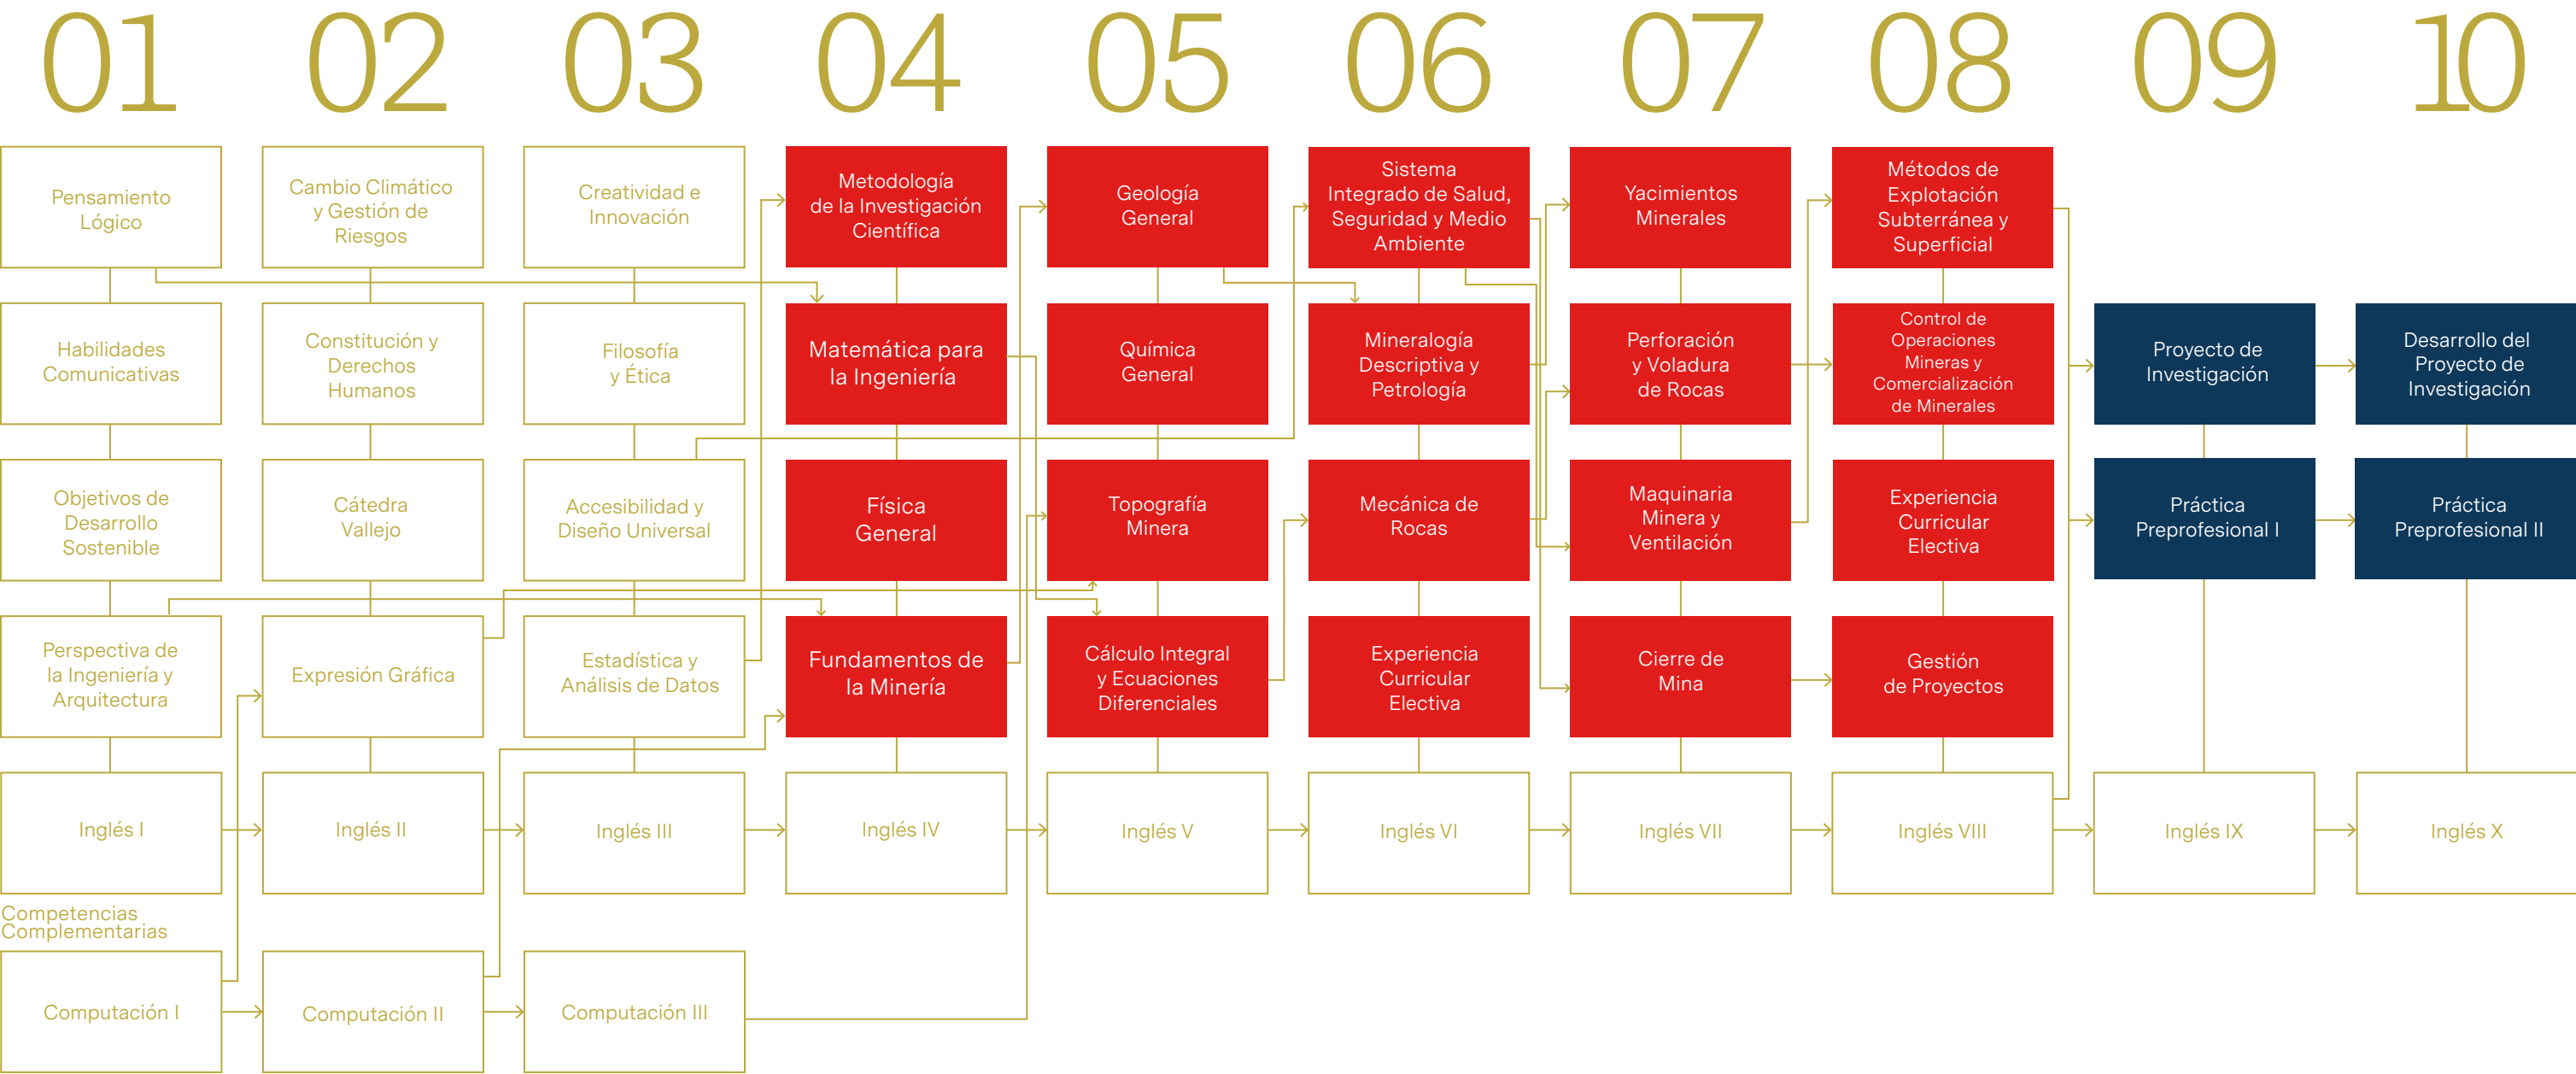 01
02
03
04
05
06
07
08
09
10
Pensamiento
Lógico
Cambio Climático
y Gestión de
Riesgos
Creatividad e
Innovación
Metodología
de la Investigación
Científica
Geología
General
Sistema
Integrado de Salud,
Seguridad y Medio
Ambiente
Yacimientos
Minerales
Métodos de
Explotación
Subterránea y
Superficial
Habilidades
Comunicativas
Constitución y
Derechos
Humanos
Filosofía
y Ética
Matemática para
la Ingeniería
Química
General
Mineralogía
Descriptiva y
Petrología
Perforación
y Voladura
de Rocas
Control de
Operaciones
Mineras y
Comercialización
de Minerales
Proyecto de
Investigación
Desarrollo del
Proyecto de
Investigación
Objetivos de
Desarrollo
Sostenible
Cátedra
Vallejo
Accesibilidad y
Diseño Universal
Física
General
Topografía
Minera
Mecánica de
Rocas
Maquinaria
Minera y
Ventilación
Experiencia
Curricular
Electiva
Práctica
Preprofesional I
Práctica
Preprofesional II
Perspectiva de
la Ingeniería y
Arquitectura
Expresión Gráfica
Estadística y
Análisis de Datos
Fundamentos de
la Minería
Cálculo Integral
y Ecuaciones
Diferenciales
Experiencia
Curricular
Electiva
Cierre de
Mina
Gestión
de Proyectos
Inglés I
Inglés II
Inglés III
Inglés IV
Inglés V
Inglés VI
Inglés VII
Inglés VIII
Inglés IX
Inglés X
Competencias
Complementarias
Computación I
Computación II
Computación III